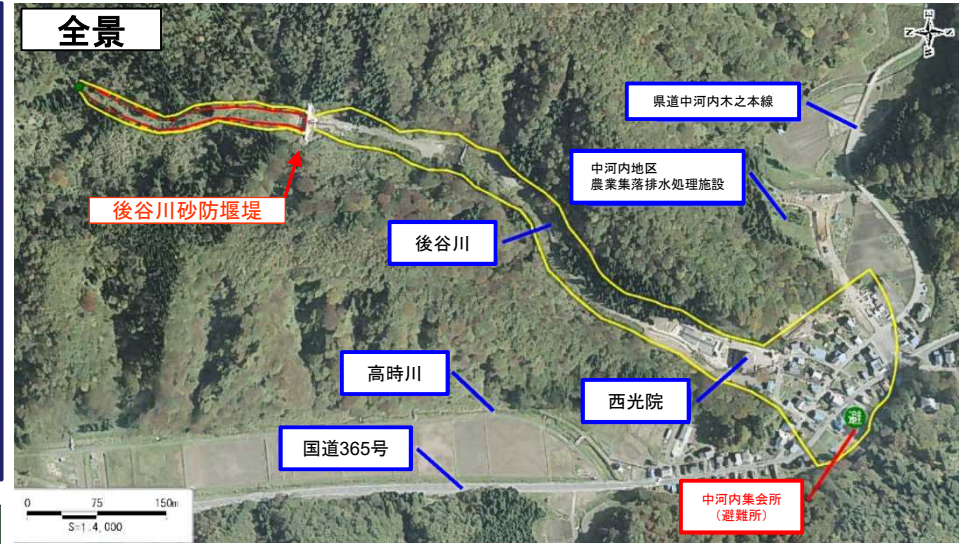 全景
県道中河内木之本線
中河内地区
農業集落排水処理施設
後谷川砂防堰堤
後谷川
高時川
西光院
国道365号
避
中河内集会所
(避難所)
0 75 150m
S=1:4,000
E
N
S
W